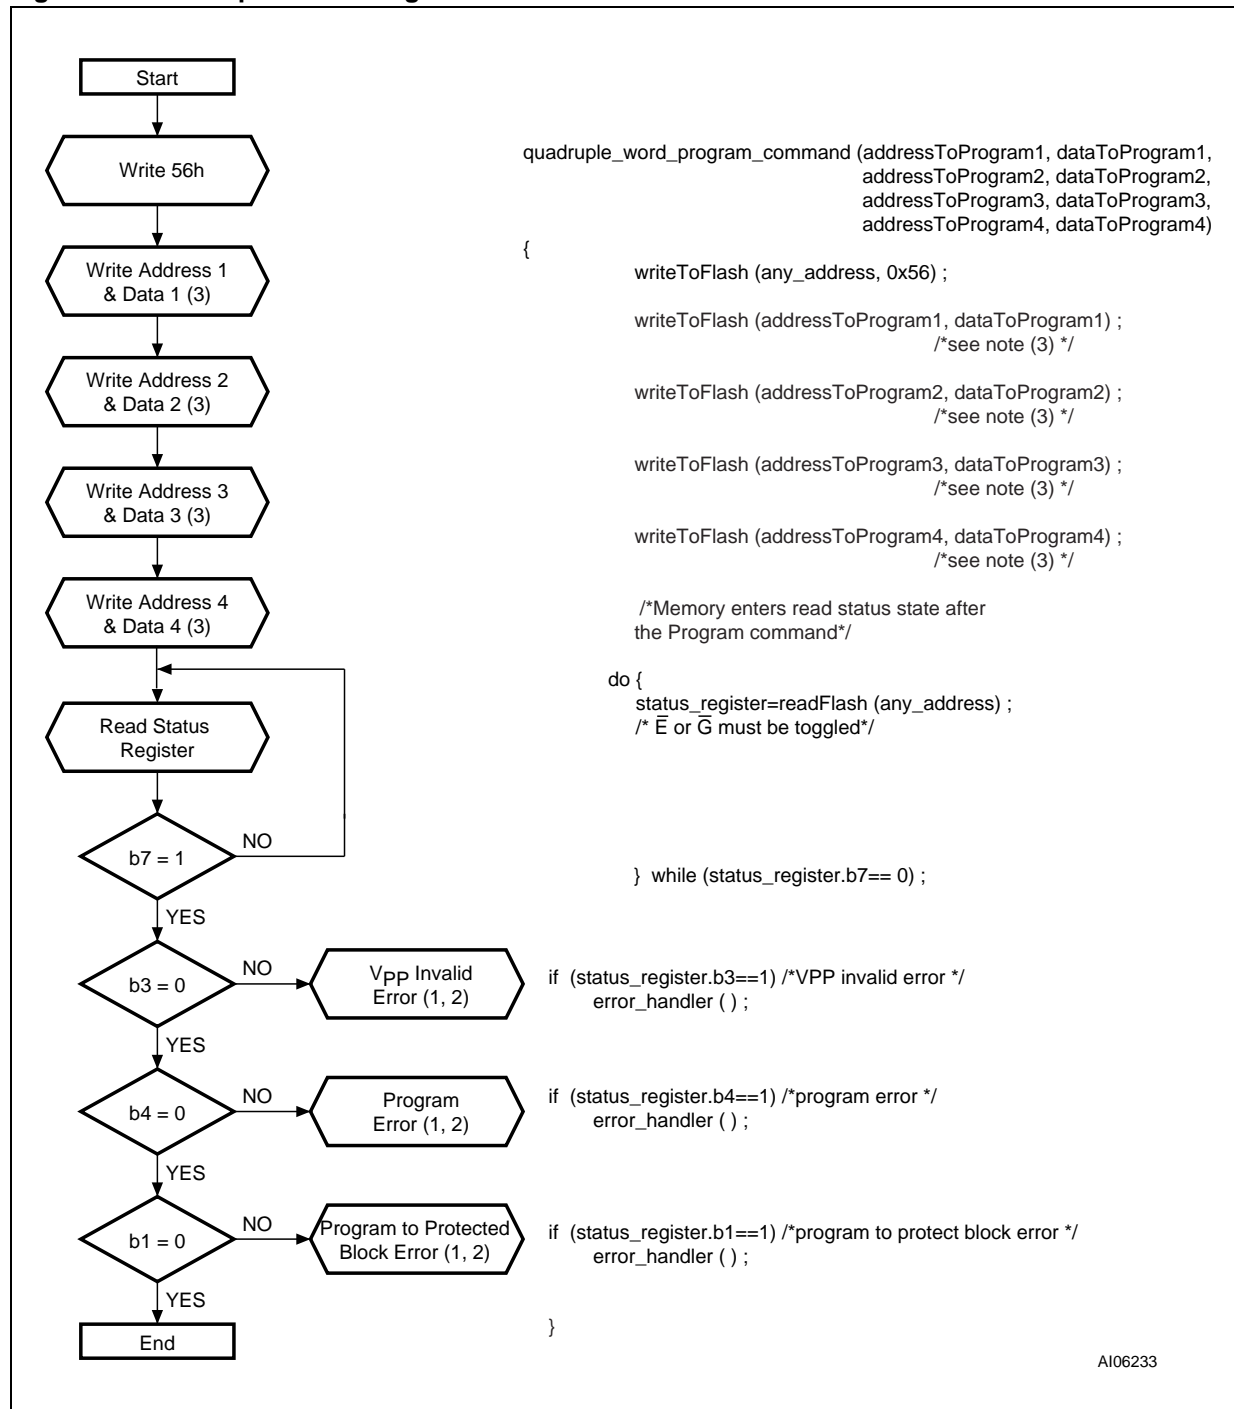 Start
Write 56h
Write Address 1
& Data 1 (3)
Write Address 2
& Data 2 (3)
Write Address 3
& Data 3 (3)
Write Address 4
& Data 4 (3)
Read Status
Register
b7 = 1
NO
YES
b3 = 0
NO
VPP Invalid
Error (1, 2)
YES
b4 = 0
NO
Program
Error (1, 2)
YES
b1 = 0
NO
Program to Protected
Block Error (1, 2)
YES
End
quadruple_word_program_command (addressToProgram1, dataToProgram1,
addressToProgram2, dataToProgram2,
addressToProgram3, dataToProgram3,
addressToProgram4, dataToProgram4)
{
writeToFlash (any_address, 0x56) ;
writeToFlash (addressToProgram1, dataToProgram1) ;
/*see note (3) */
writeToFlash (addressToProgram2, dataToProgram2) ;
/*see note (3) */
writeToFlash (addressToProgram3, dataToProgram3) ;
/*see note (3) */
writeToFlash (addressToProgram4, dataToProgram4) ;
/*see note (3) */
/*Memory enters read status state after
the Program command*/
do {
status_register=readFlash (any_address) ;
/* E̅ or G̅ must be toggled*/
} while (status_register.b7== 0) ;
if (status_register.b3==1) /*VPP invalid error */
error_handler ( ) ;
if (status_register.b4==1) /*program error */
error_handler ( ) ;
if (status_register.b1==1) /*program to protect block error */
error_handler ( ) ;
}
AI06233